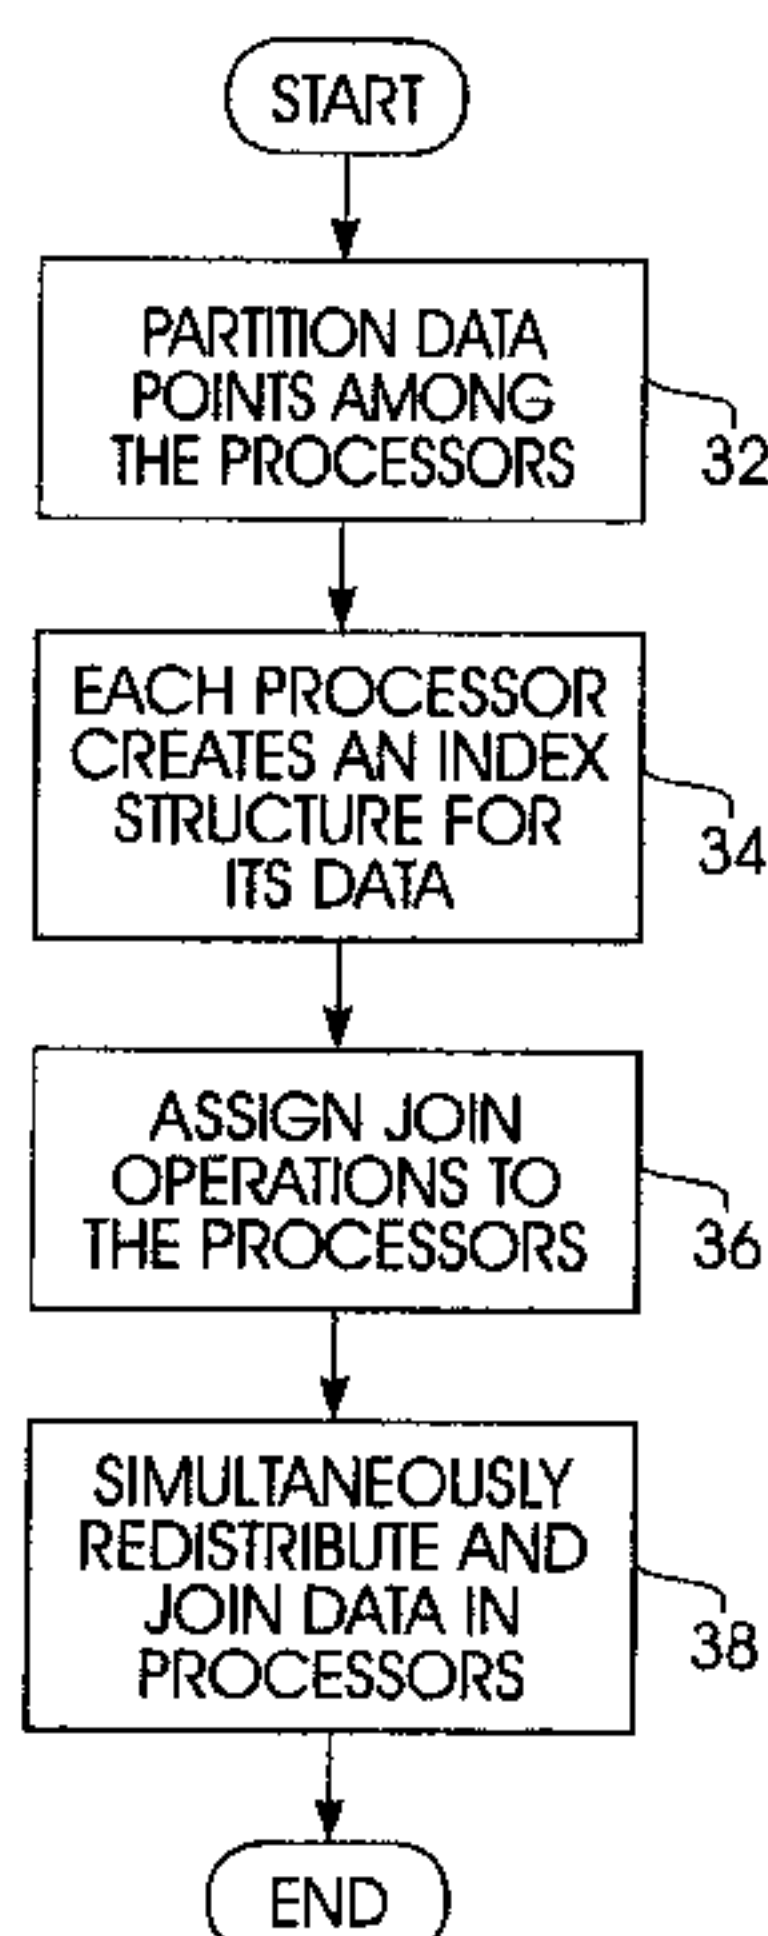 START
PARTITION DATA
POINTS AMONG
THE PROCESSORS
32
EACH PROCESSOR
CREATES AN INDEX
STRUCTURE FOR
ITS DATA
34
ASSIGN JOIN
OPERATIONS TO
THE PROCESSORS
36
SIMULTANEOUSLY
REDISTRIBUTE AND
JOIN DATA IN
PROCESSORS
38
END